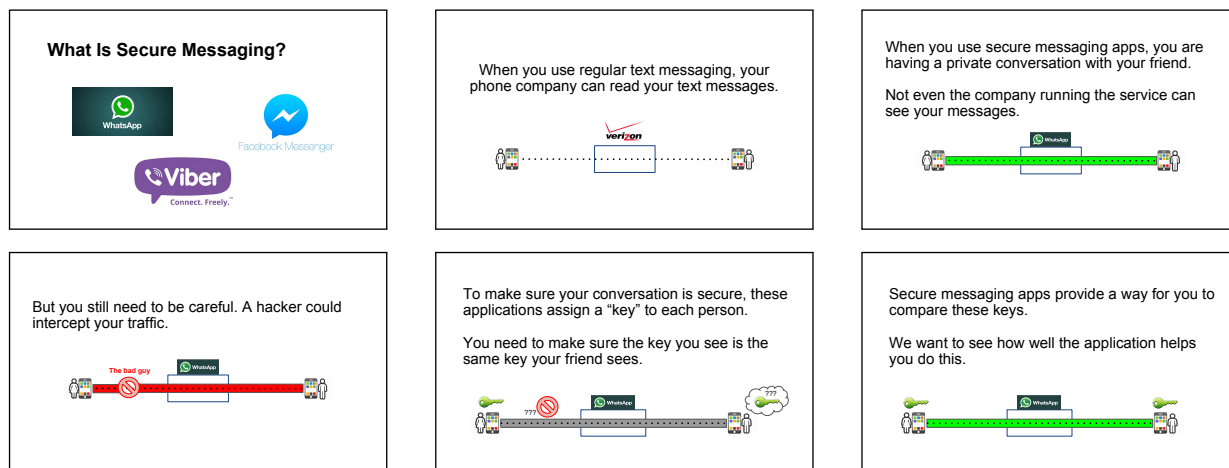 What Is Secure Messaging?
WhatsApp
Facebook Messenger
Viber
Connect. Freely.™
When you use regular text messaging, your
phone company can read your text messages.
verizon
When you use secure messaging apps, you are
having a private conversation with your friend.
Not even the company running the service can
see your messages.
WhatsApp
But you still need to be careful. A hacker could
intercept your traffic.
The bad guy
WhatsApp
To make sure your conversation is secure, these
applications assign a “key” to each person.
You need to make sure the key you see is the
same key your friend sees.
???
WhatsApp
???
Secure messaging apps provide a way for you to
compare these keys.
We want to see how well the application helps
you do this.
WhatsApp